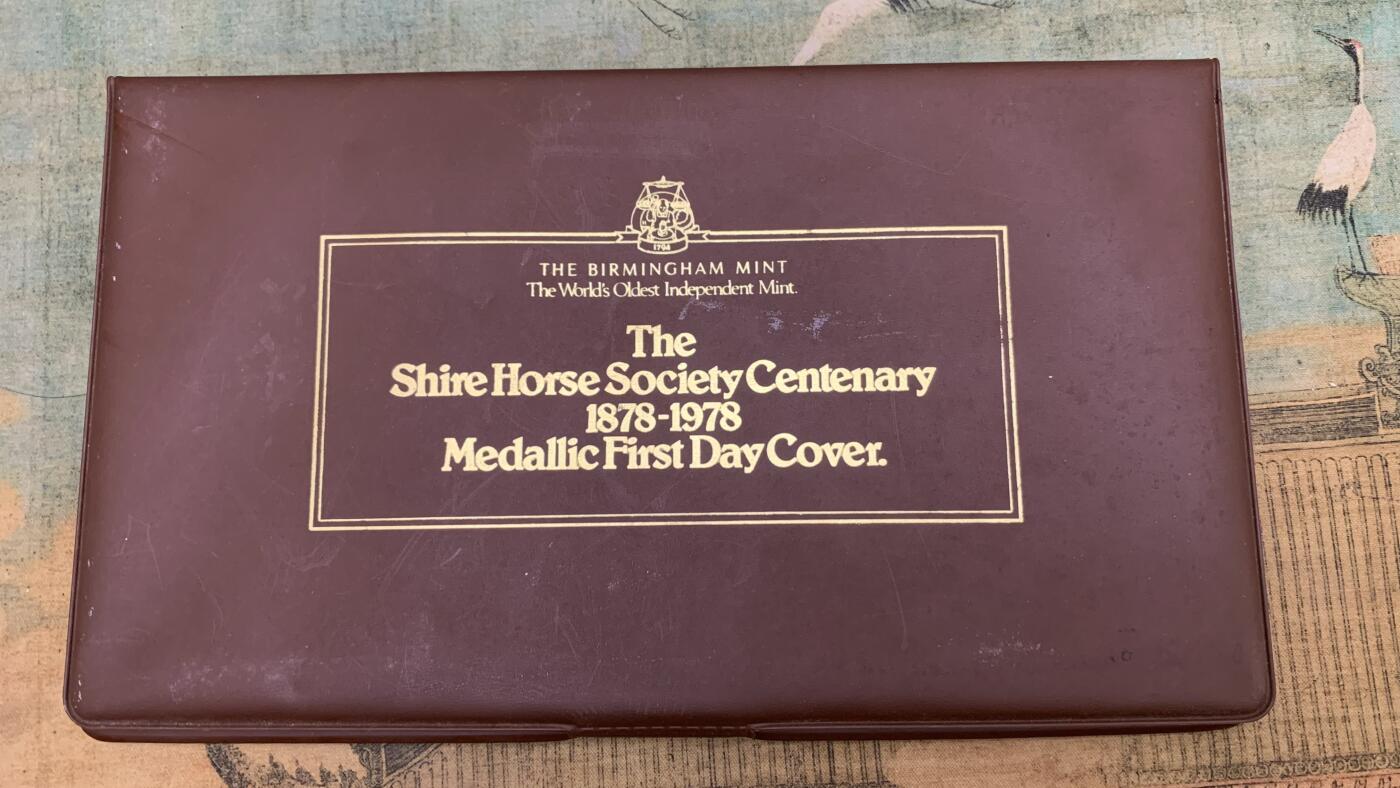 1794
THE BIRMINGHAM MINT
The World's Oldest Independent Mint.
The
Shire Horse Society Centenary
1878-1978
Medallic First Day Cover.